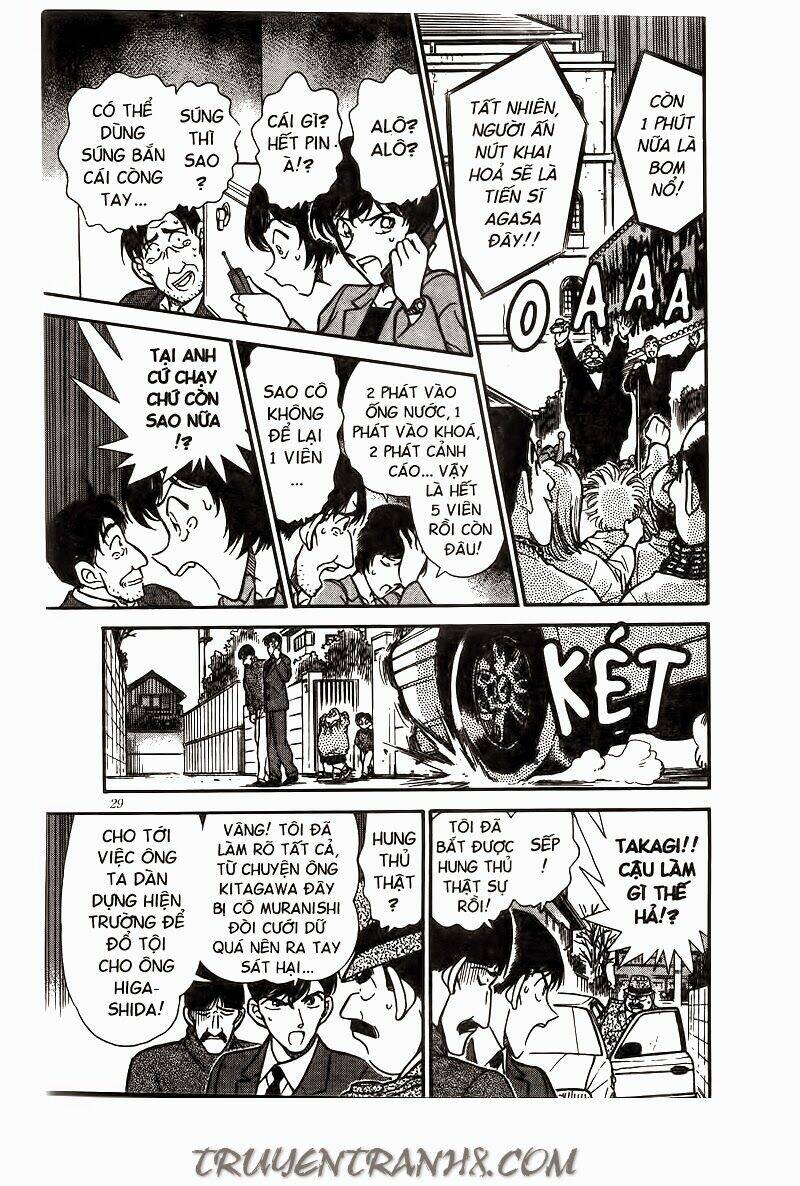 CÒN
1 PHÚT
NỮA LÀ
BOM
NỔ!
TẤT NHIÊN,
NGƯỜI ẤN
NÚT KHAI
HOẢ SẼ LÀ
TIẾN SĨ
AGASA
ĐÂY!!
OAAA
ALÔ?
ALÔ?
CÁI GÌ?
HẾT PIN
À!?
SÚNG
THÌ
SAO
?
CÓ THỂ
DÙNG
SÚNG BẮN
CÁI CÒNG
TAY...
2 PHÁT VÀO
ỐNG NƯỚC, 1
PHÁT VÀO KHOÁ,
2 PHÁT CẢNH
CÁO... VẬY
LÀ HẾT
5 VIÊN
RỒI CÒN
ĐÂU!
SAO CÔ
KHÔNG
ĐỂ LẠI
1 VIÊN
...
TẠI ANH
CỨ CHẠY
CHỨ CÒN
SAO NỮA
!?
KÉT
29
TAKAGI!!
CẬU LÀM
GÌ THẾ
HẢ!?
SẾP
!
TÔI ĐÃ
BẮT ĐƯỢC
HUNG THỦ
THẬT SỰ
RỒI!
HUNG
THỦ
THẬT
?
VÂNG! TÔI ĐÃ
LÀM RÕ TẤT CẢ,
TỪ CHUYỆN ÔNG
KITAGAWA ĐÂY
BỊ CÔ MURANISHI
ĐÒI CƯỚI DỮ
QUÁ NÊN RA TAY
SÁT HẠI...
CHO TỚI
VIỆC ÔNG
TA DÀN
DỰNG HIỆN
TRƯỜNG ĐỂ
ĐỔ TỘI
CHO ÔNG
HIGA-
SHIDA!
TRUYENTRANH8.COM